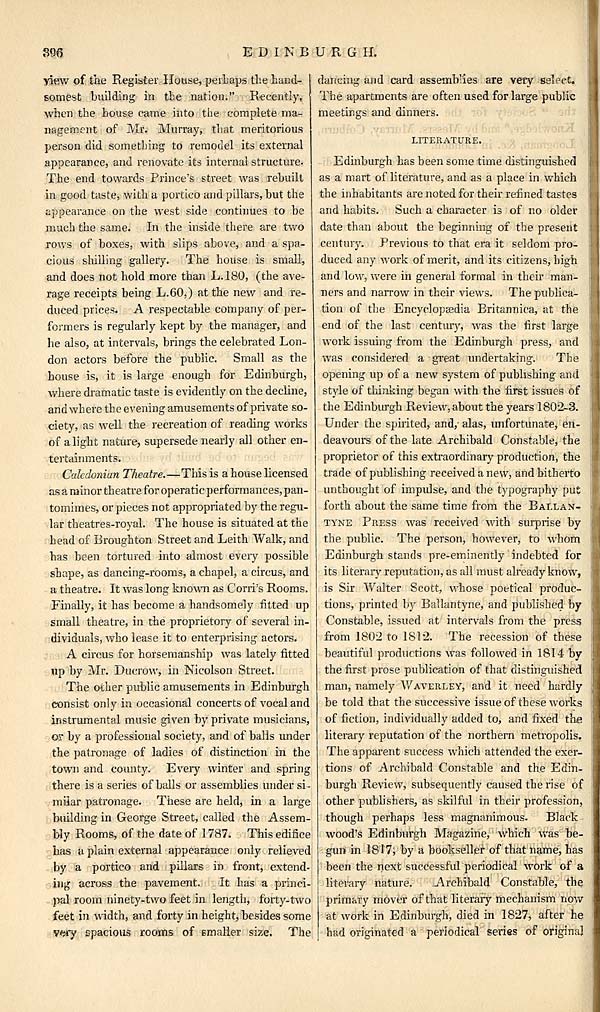 396
EDINBURGH.
view of the Register House, perhaps the hand-
somest building in the nation." Recently,
when the house came into the complete ma-
nagement of Mr. Murray, that meritorious
person did something to remodel its external
appearance, and renovate its internal structure.
The end towards Prince's street was rebuilt
in good taste, with a portico and pillars, but the
appearance on the west side continues to be
much the same. In the inside there are two
rows of boxes, with slips above, and a spa-
cious shilling gallery. The house is small,
and does not hold more than L.180, (the ave-
rage receipts being L.60,) at the new and re-
duced prices. A respectable company of per-
formers is regularly kept by the manager, and
he also, at intervals, brings the celebrated Lon-
don actors before the public. Small as the
house is, it is large enough for Edinburgh,
where dramatic taste is evidently on the decline,
and where the evening amusements of private so-
ciety, as well the recreation of reading works
of a light nature, supersede nearly all other en-
tertainments.
Caledonian Theatre.—This is a house licensed
as a minor theatre for operatic performances, pan-
tomimes, or pieces not appropriated by the regu-
lar theatres-royal. The house is situated at the
head of Broughton Street and Leith Walk, and
has been tortured into almost every possible
shape, as dancing-rooms, a chapel, a circus, and
a theatre. It was long known as Corri's Rooms.
Finally, it has become a handsomely fitted up
small theatre, in the proprietory of several in-
dividuals, who lease it to enterprising actors.
A circus for horsemanship was lately fitted
up by Mr. Ducrow, in Nicolson Street.
The other public amusements in Edinburgh
consist only in occasional concerts of vocal and
instrumental music given by private musicians,
or by a professional society, and of balls under
the patronage of ladies of distinction in the
town and county. Every winter and spring
there is a series of balls or assemblies under si-
milar patronage. These are held, in a large
building in George Street, called the Assem-
bly Rooms, of the date of 1787. This edifice
has a plain external appearance only relieved
by a portico and pillars in front, extend-
ing across the pavement. It has a princi-
pal room ninety-two feet in length, forty-two
feet in width, and forty in height, besides some
very spacious rooms of smaller size. The
dancing and card assemblies are very select.
The apartments are often used for large public
meetings and dinners.
LITERATURE.
Edinburgh has been some time distinguished
as a mart of literature, and as a place in which
the inhabitants are noted for their refined tastes
and habits. Such a character is of no older
date than about the beginning of the present
century. Previous to that era it seldom pro-
duced any work of merit, and its citizens, high
and low, were in general formal in their man-
ners and narrow in their views. The publica-
tion of the Encyclopædia Britannica, at the
end of the last century, was the first large
work issuing from the Edinburgh press, and
was considered a great undertaking. The
opening up of a new system of publishing and
style of thinking began with the first issues of
the Edinburgh Review, about the years 1802-3.
Under the spirited, and, alas, unfortunate, en-
deavours of the late Archibald Constable, the
proprietor of this extraordinary production, the
trade of publishing received a new, and hitherto
unthought of impulse, and the typography put
forth about the same time from the BALLAN-
TYNE PRESS was received with surprise by
the public. The person, however, to whom
Edinburgh stands pre-eminently indebted for
its literary reputation, as all must already know,
is Sir Walter Scott, whose poetical produc-
tions, printed by Ballantyne, and published by
Constable, issued at intervals from the press
from 1802 to 1812. The recession of these
beautiful productions was followed in 1814 by
the first prose publication of that distinguished
man, namely WAVERLEY, and it need hardly
be told that the successive issue of these works
of fiction, individually added to, and fixed the
literary reputation of the northern metropolis.
The apparent success which attended the exer-
tions of Archibald Constable and the Edin-
burgh Review, subsequently caused the rise of
other publishers, as skilful in their profession,
though perhaps less magnanimous. Black
wood's Edinburgh Magazine, which was be-
gun in 1817, by a bookseller of that name, has
been the next successful periodical work of a
literary nature. Archibald Constable, the
primary mover of that literary mechanism now
at work in Edinburgh, died in 1827, after he
had originated a periodical series of original